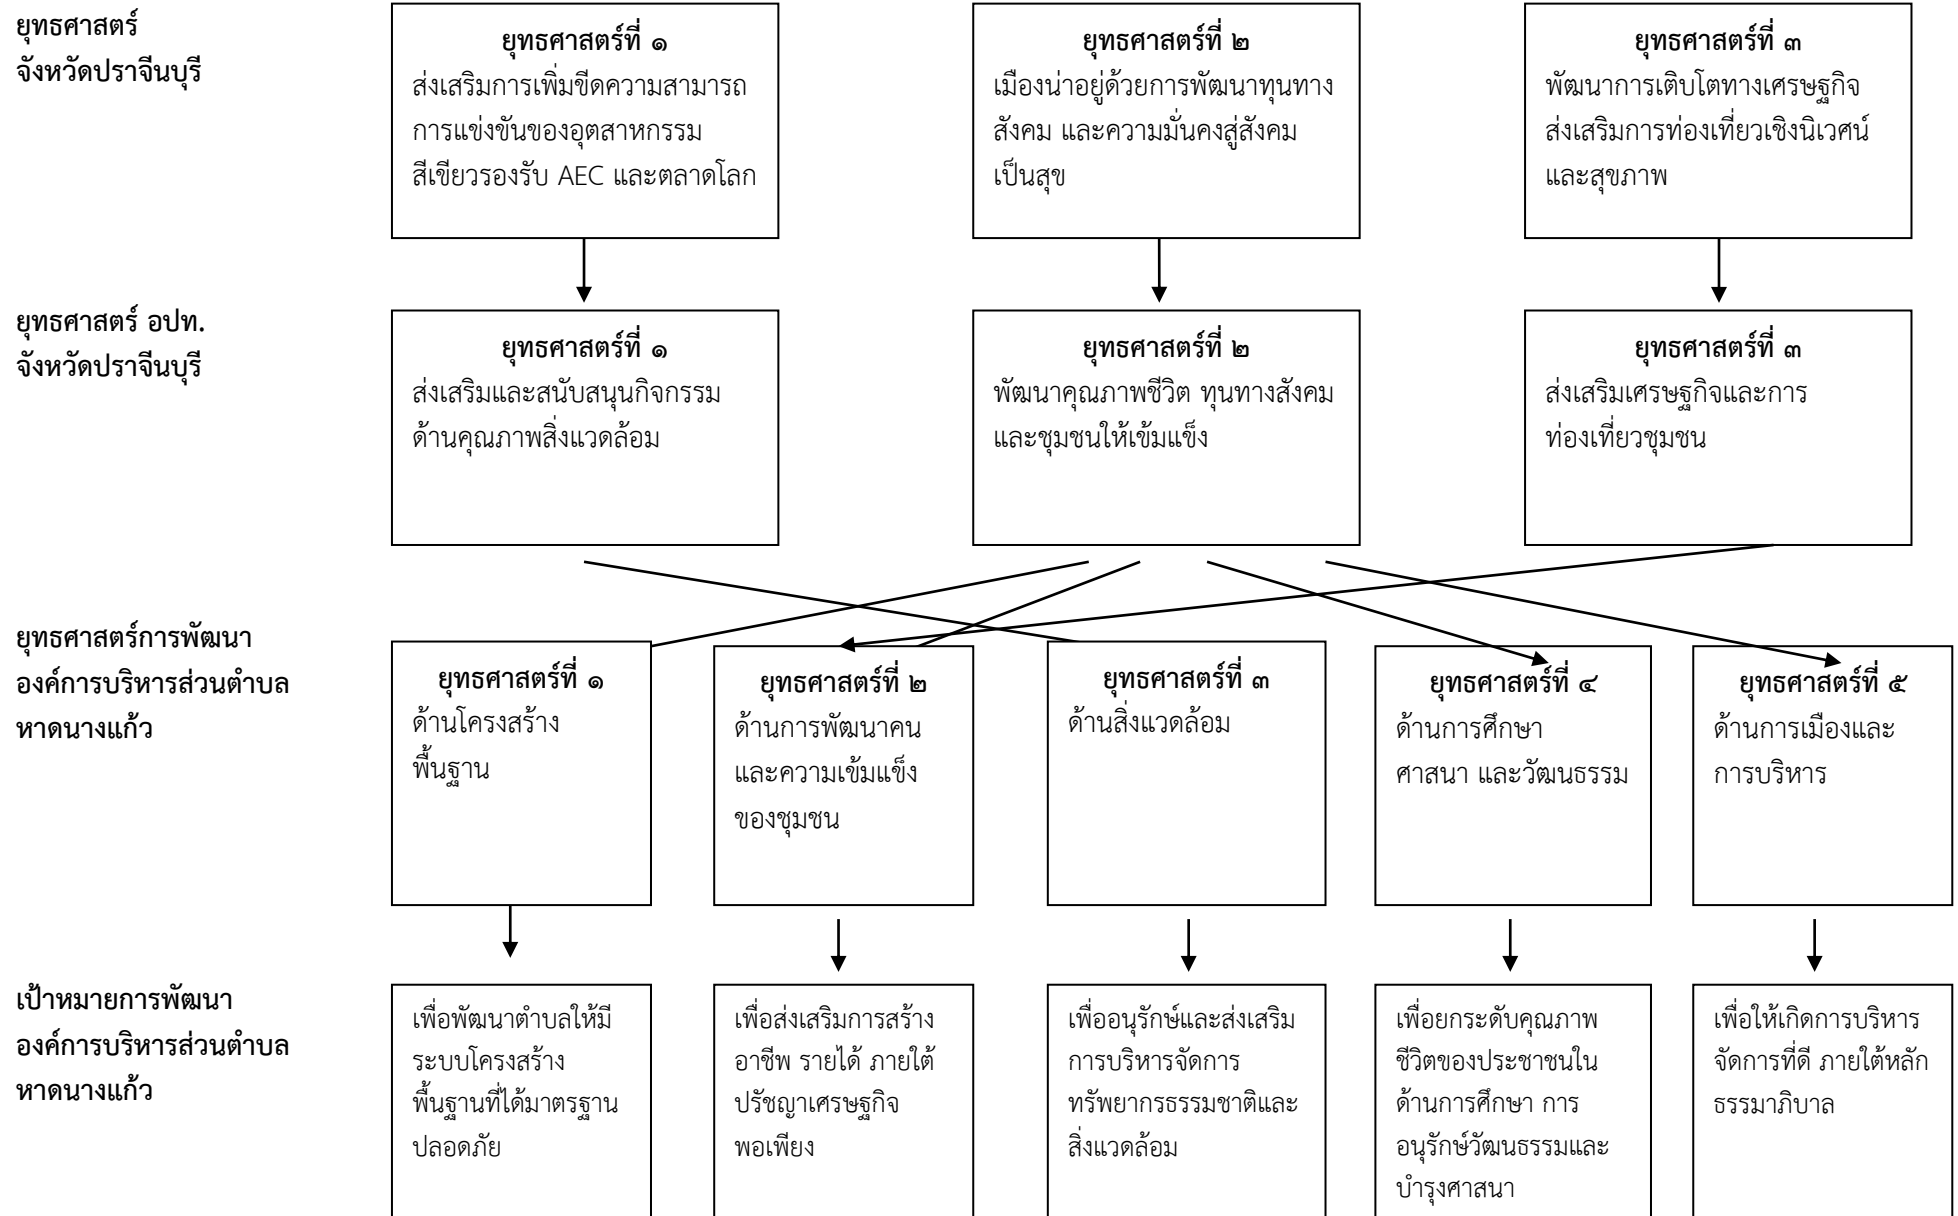 ยุทธศาสตร์
จังหวัดปราจีนบุรี
ยุทธศาสตร์ที่ ๑
ส่งเสริมการเพิ่มขีดความสามารถ
การแข่งขันของอุตสาหกรรม
สีเขียวรองรับ AEC และตลาดโลก
ยุทธศาสตร์ที่ ๒
เมืองน่าอยู่ด้วยการพัฒนาทุนทาง
สังคม และความมั่นคงสู่สังคม
เป็นสุข
ยุทธศาสตร์ที่ ๓
พัฒนาการเติบโตทางเศรษฐกิจ
ส่งเสริมการท่องเที่ยวเชิงนิเวศน์
และสุขภาพ
ยุทธศาสตร์ อปท.
จังหวัดปราจีนบุรี
ยุทธศาสตร์ที่ ๑
ส่งเสริมและสนับสนุนกิจกรรม
ด้านคุณภาพสิ่งแวดล้อม
ยุทธศาสตร์ที่ ๒
พัฒนาคุณภาพชีวิต ทุนทางสังคม
และชุมชนให้เข้มแข็ง
ยุทธศาสตร์ที่ ๓
ส่งเสริมเศรษฐกิจและการ
ท่องเที่ยวชุมชน
ยุทธศาสตร์การพัฒนา
องค์การบริหารส่วนตำบล
หาดนางแก้ว
ยุทธศาสตร์ที่ ๑
ด้านโครงสร้าง
พื้นฐาน
ยุทธศาสตร์ที่ ๒
ด้านการพัฒนาคน
และความเข้มแข็ง
ของชุมชน
ยุทธศาสตร์ที่ ๓
ด้านสิ่งแวดล้อม
ยุทธศาสตร์ที่ ๔
ด้านการศึกษา
ศาสนา และวัฒนธรรม
ยุทธศาสตร์ที่ ๕
ด้านการเมืองและ
การบริหาร
เป้าหมายการพัฒนา
องค์การบริหารส่วนตำบล
หาดนางแก้ว
เพื่อพัฒนาตำบลให้มี
ระบบโครงสร้าง
พื้นฐานที่ได้มาตรฐาน
ปลอดภัย
เพื่อส่งเสริมการสร้าง
อาชีพ รายได้ ภายใต้
ปรัชญาเศรษฐกิจ
พอเพียง
เพื่ออนุรักษ์และส่งเสริม
การบริหารจัดการ
ทรัพยากรธรรมชาติและ
สิ่งแวดล้อม
เพื่อยกระดับคุณภาพ
ชีวิตของประชาชนใน
ด้านการศึกษา การ
อนุรักษ์วัฒนธรรมและ
บำรุงศาสนา
เพื่อให้เกิดการบริหาร
จัดการที่ดี ภายใต้หลัก
ธรรมาภิบาล